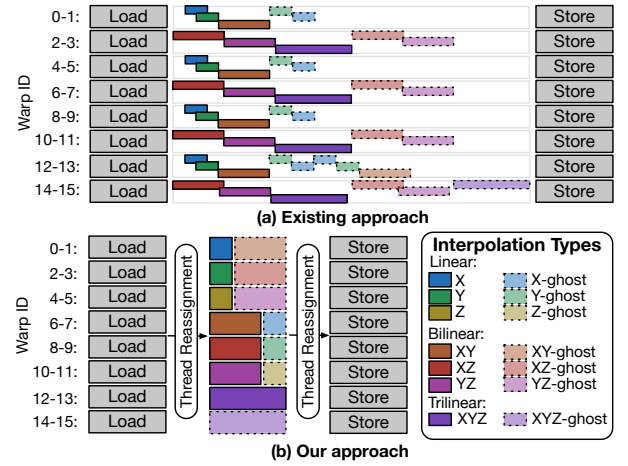 0-1: Load Store
2-3: Load Store
4-5: Load Store
6-7: Load Store
8-9: Load Store
10-11: Load Store
12-13: Load Store
14-15: Load Store
Warp ID
(a) Existing approach
0-1: Load Store
2-3: Load Store
4-5: Load Store
6-7: Load Store
8-9: Load Store
10-11: Load Store
12-13: Load Store
14-15: Load Store
Warp ID
Thread Reassignment
Thread Reassignment
(b) Our approach
Interpolation Types
Linear:
X X-ghost
Y Y-ghost
Z Z-ghost
Bilinear:
XY XY-ghost
XZ XZ-ghost
YZ YZ-ghost
Trilinear:
XYZ XYZ-ghost